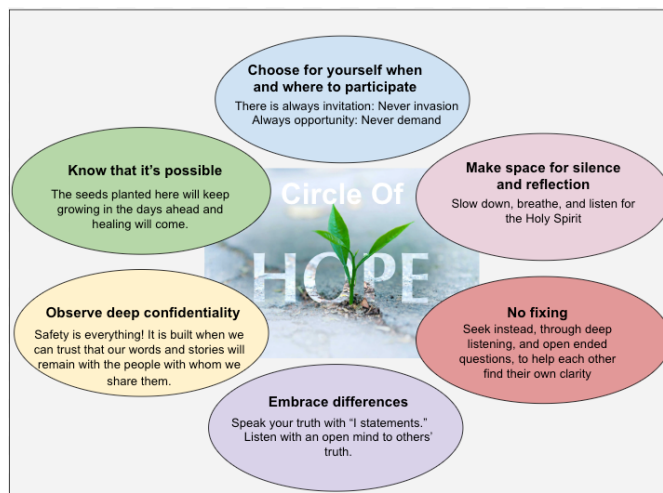 Choose for yourself when
and where to participate
There is always invitation: Never invasion
Always opportunity: Never demand
Know that it's possible
The seeds planted here will keep
growing in the days ahead and
healing will come.
Make space for silence
and reflection
Slow down, breathe, and listen for
the Holy Spirit
Circle Of
HOPE
Observe deep confidentiality
Safety is everything! It is built when we
can trust that our words and stories will
remain with the people with whom we
share them.
No fixing
Seek instead, through deep
listening, and open ended
questions, to help each other
find their own clarity
Embrace differences
Speak your truth with “I statements.”
Listen with an open mind to others’
truth.